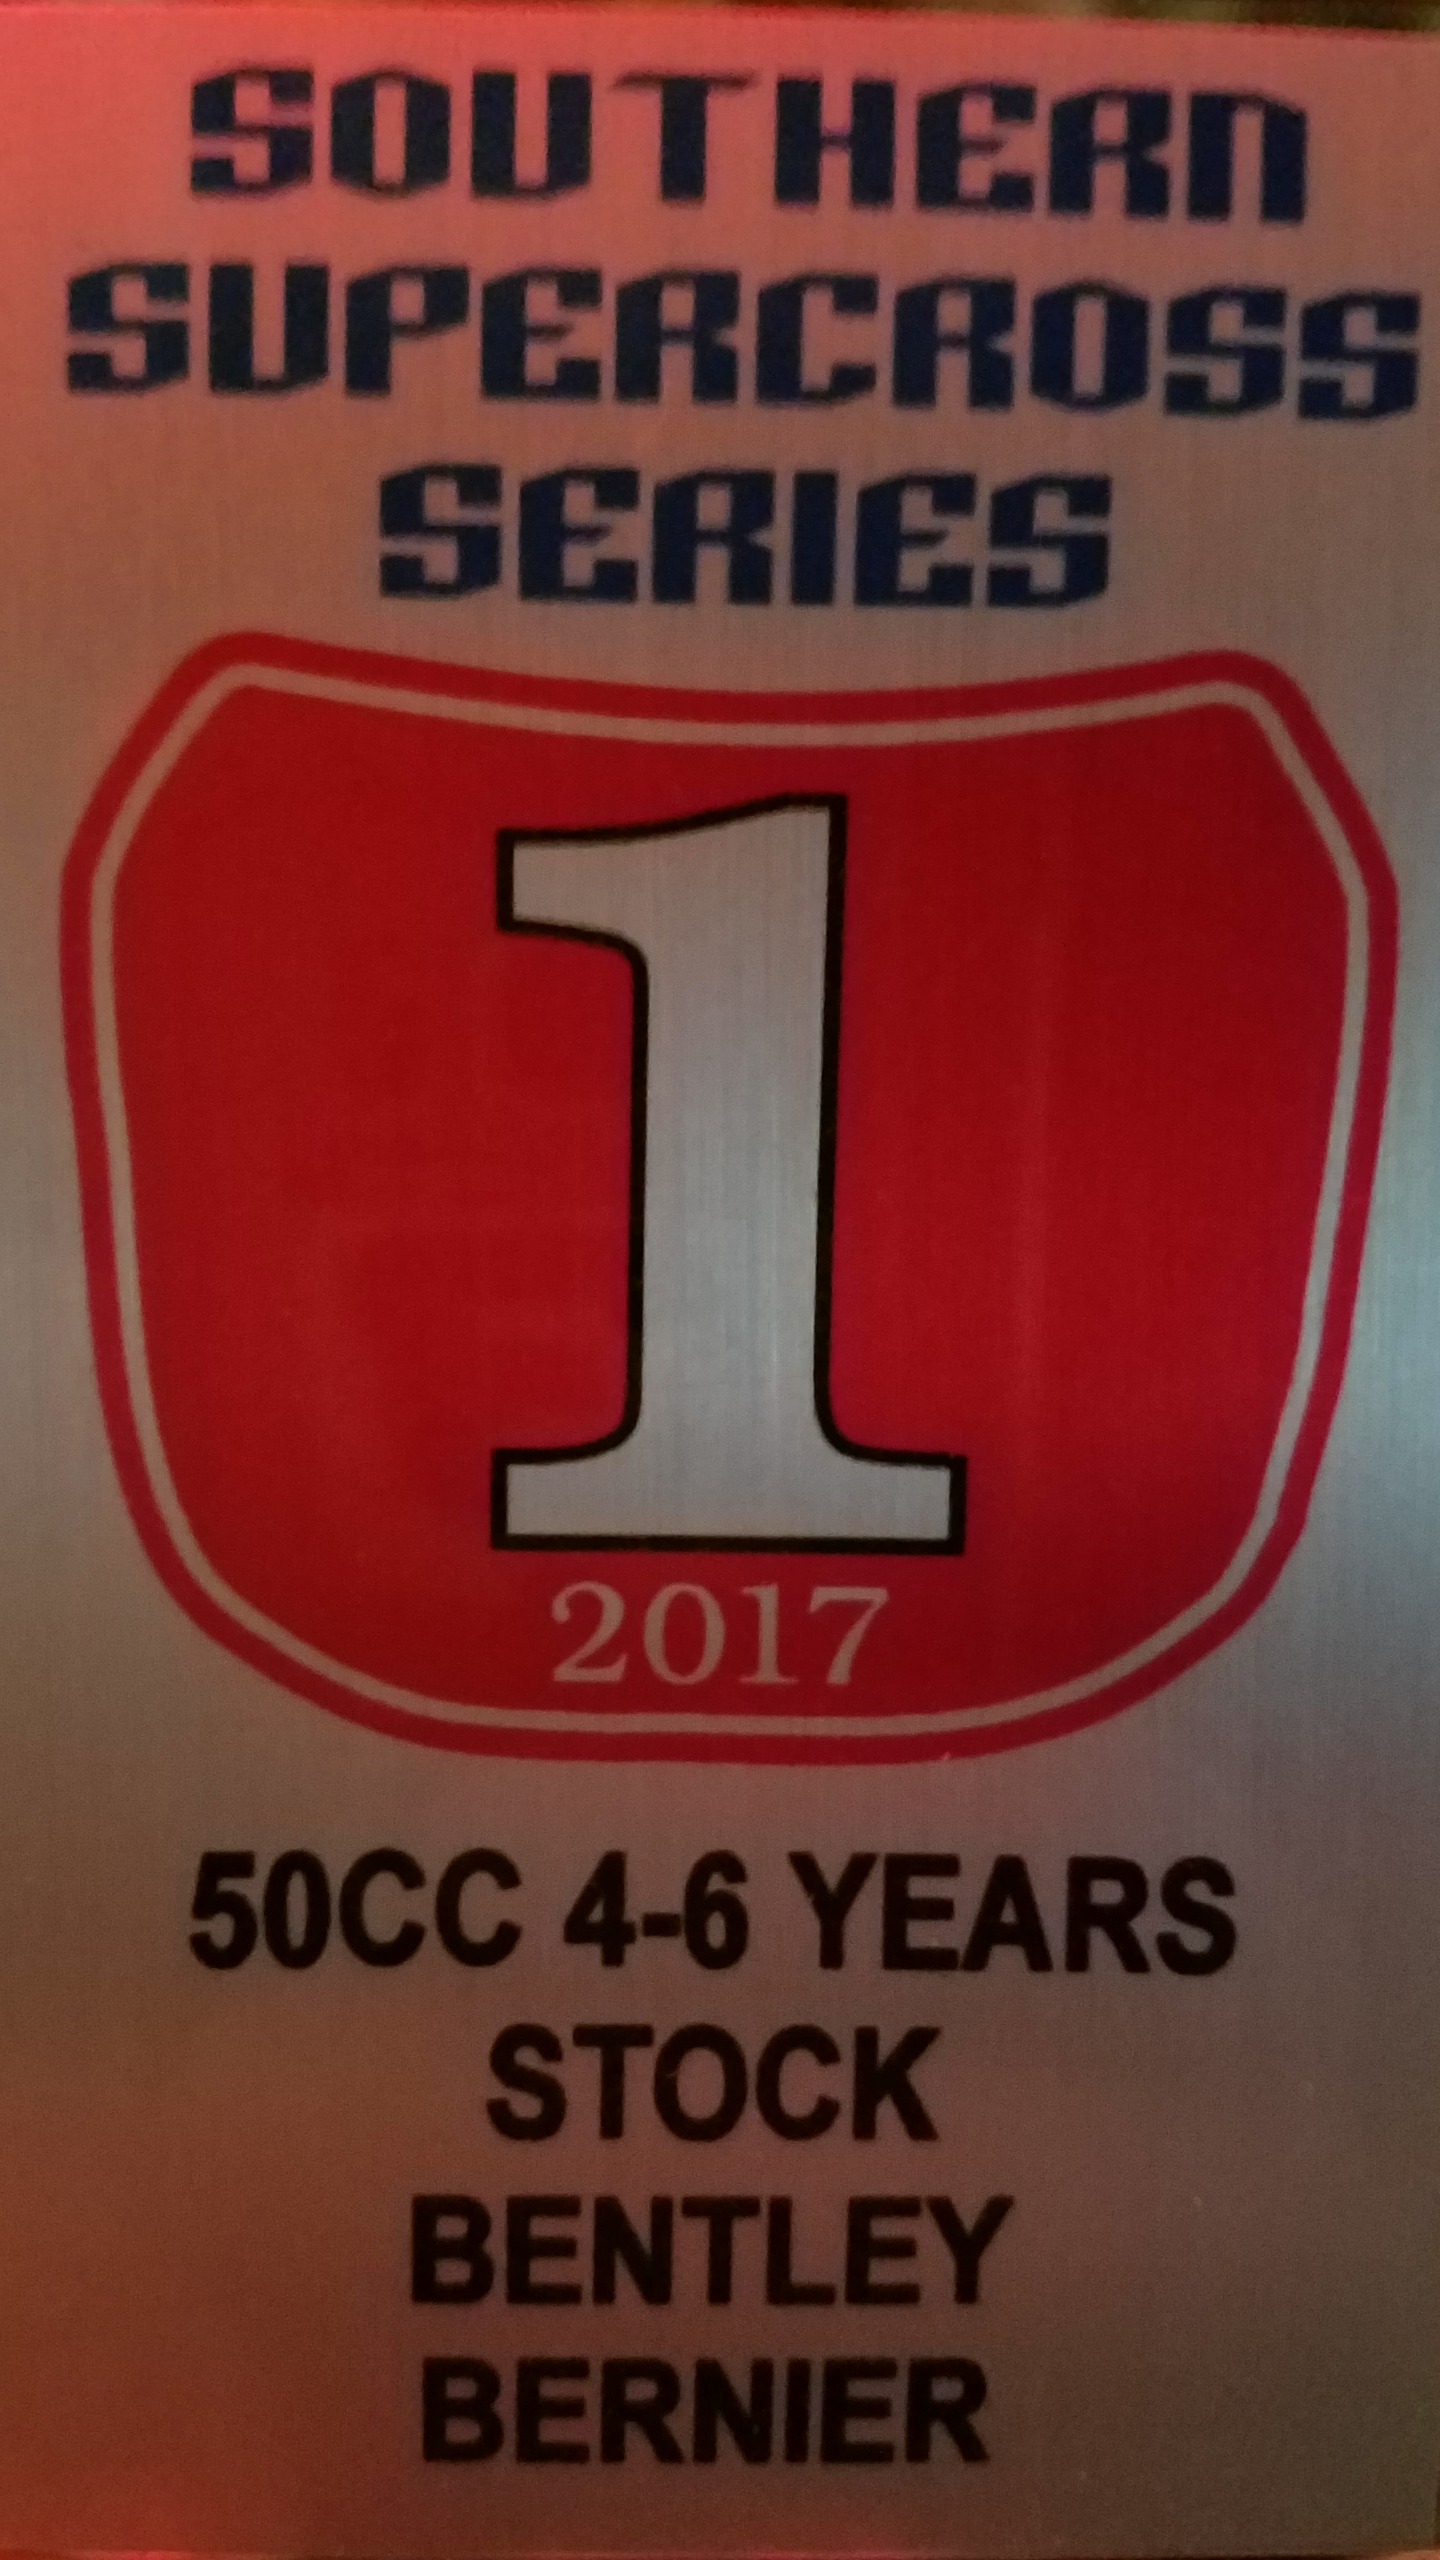 SOUTHERN
SUPERCROSS
SERIES
1
2017
50CC 4-6 YEARS
STOCK
BENTLEY
BERNIER